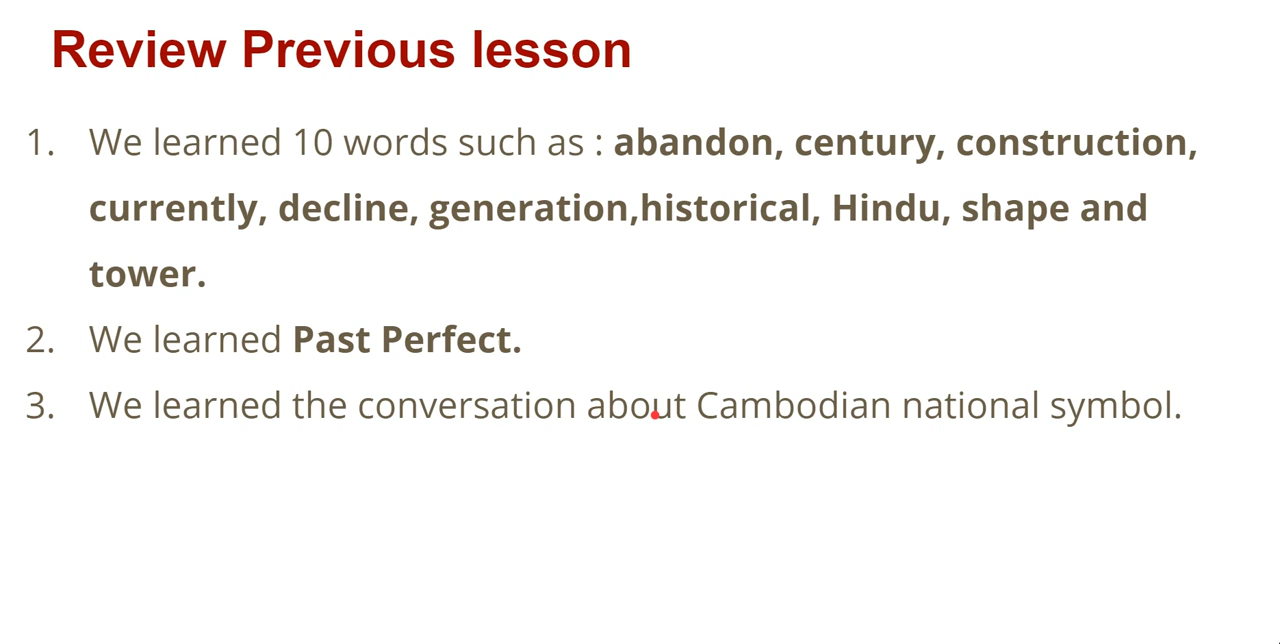 Review Previous lesson
1. We learned 10 words such as : abandon, century, construction,
currently, decline, generation,historical, Hindu, shape and
tower.
2. We learned Past Perfect.
3. We learned the conversation about Cambodian national symbol.